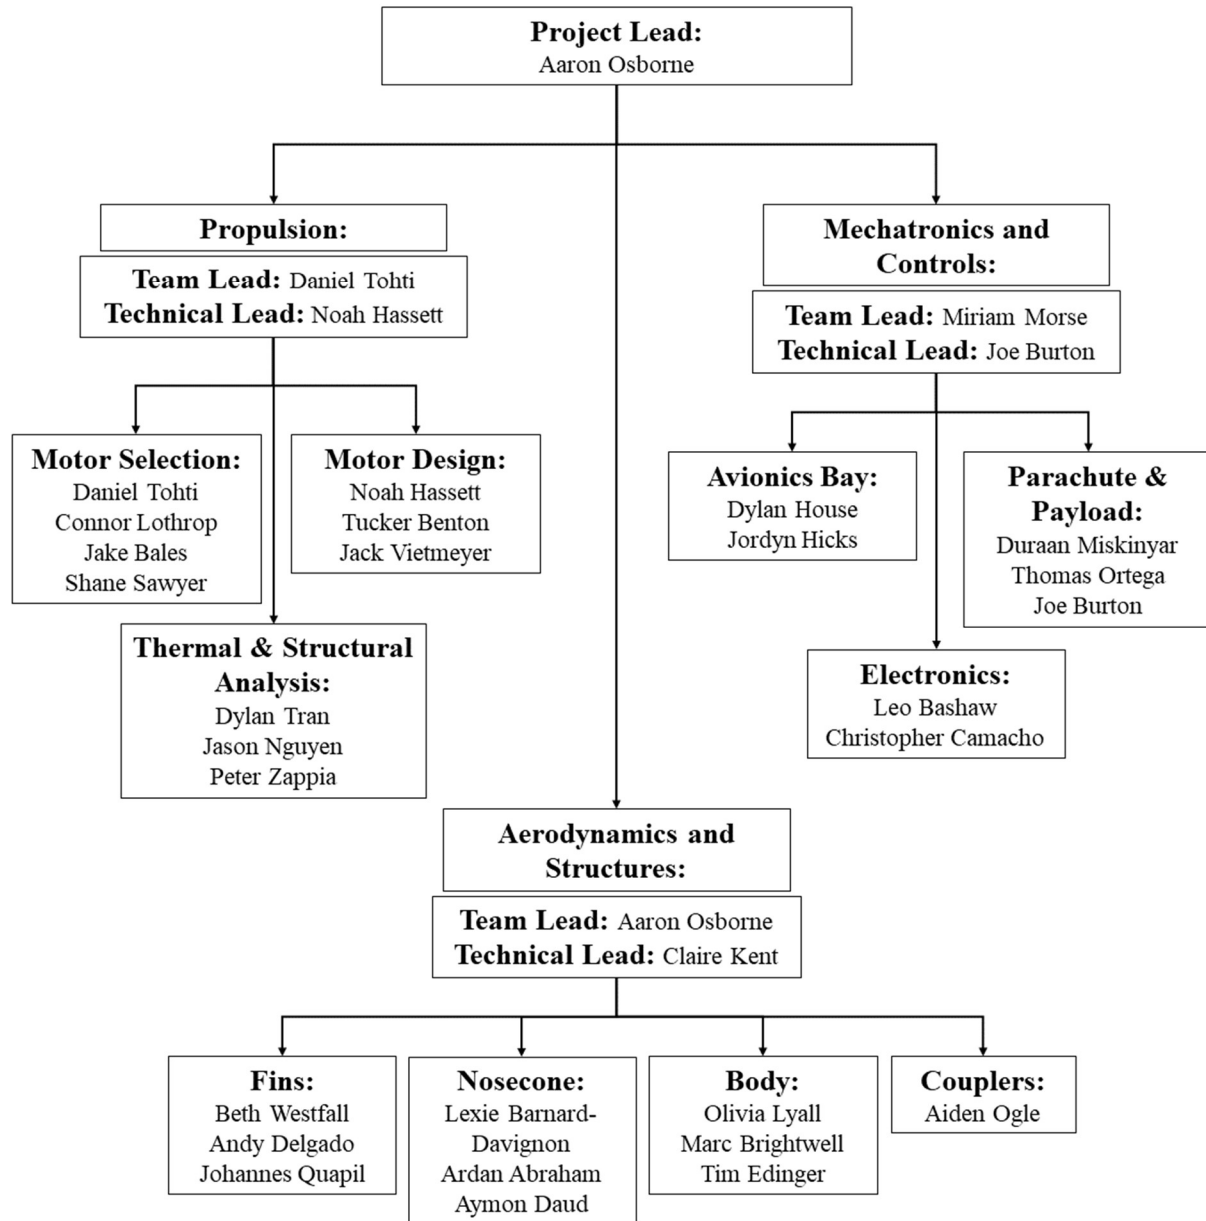 Project Lead:
Aaron Osborne
Propulsion:
Team Lead: Daniel Tohti
Technical Lead: Noah Hassett
Mechatronics and
Controls:
Team Lead: Miriam Morse
Technical Lead: Joe Burton
Motor Selection:
Daniel Tohti
Connor Lothrop
Jake Bales
Shane Sawyer
Motor Design:
Noah Hassett
Tucker Benton
Jack Vietmeyer
Thermal & Structural
Analysis:
Dylan Tran
Jason Nguyen
Peter Zappia
Avionics Bay:
Dylan House
Jordyn Hicks
Parachute &
Payload:
Duraan Miskinyar
Thomas Ortega
Joe Burton
Electronics:
Leo Bashaw
Christopher Camacho
Aerodynamics and
Structures:
Team Lead: Aaron Osborne
Technical Lead: Claire Kent
Fins:
Beth Westfall
Andy Delgado
Johannes Quapil
Nosecone:
Lexie Barnard-
Davignon
Ardan Abraham
Aymon Daud
Body:
Olivia Lyall
Marc Brightwell
Tim Edinger
Couplers:
Aiden Ogle